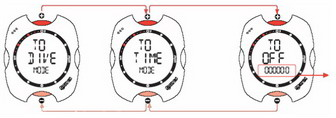 TO
DIVE
MODE
TO
TIME
MODE
TO
OFF
000000